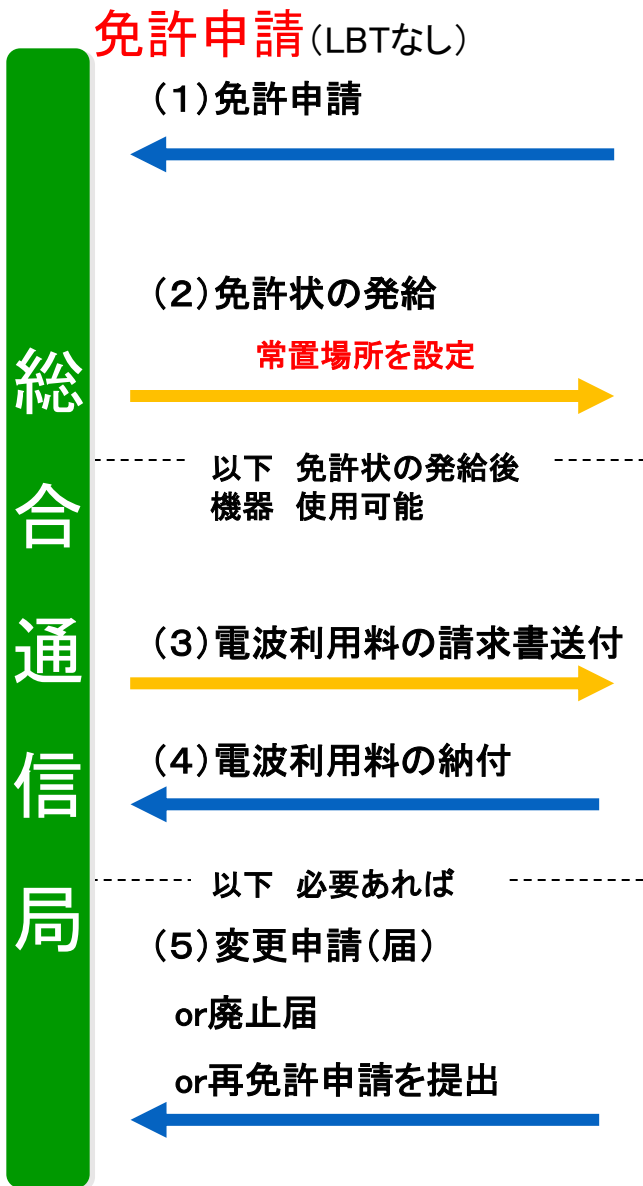 免許申請（LBTなし）
（１）免許申請
（２）免許状の発給
常置場所を設定
以下　免許状の発給後
機器　使用可能
（３）電波利用料の請求書送付
（４）電波利用料の納付
以下　必要あれば
（５）変更申請（届）
or廃止届
or再免許申請を提出
総合通信局